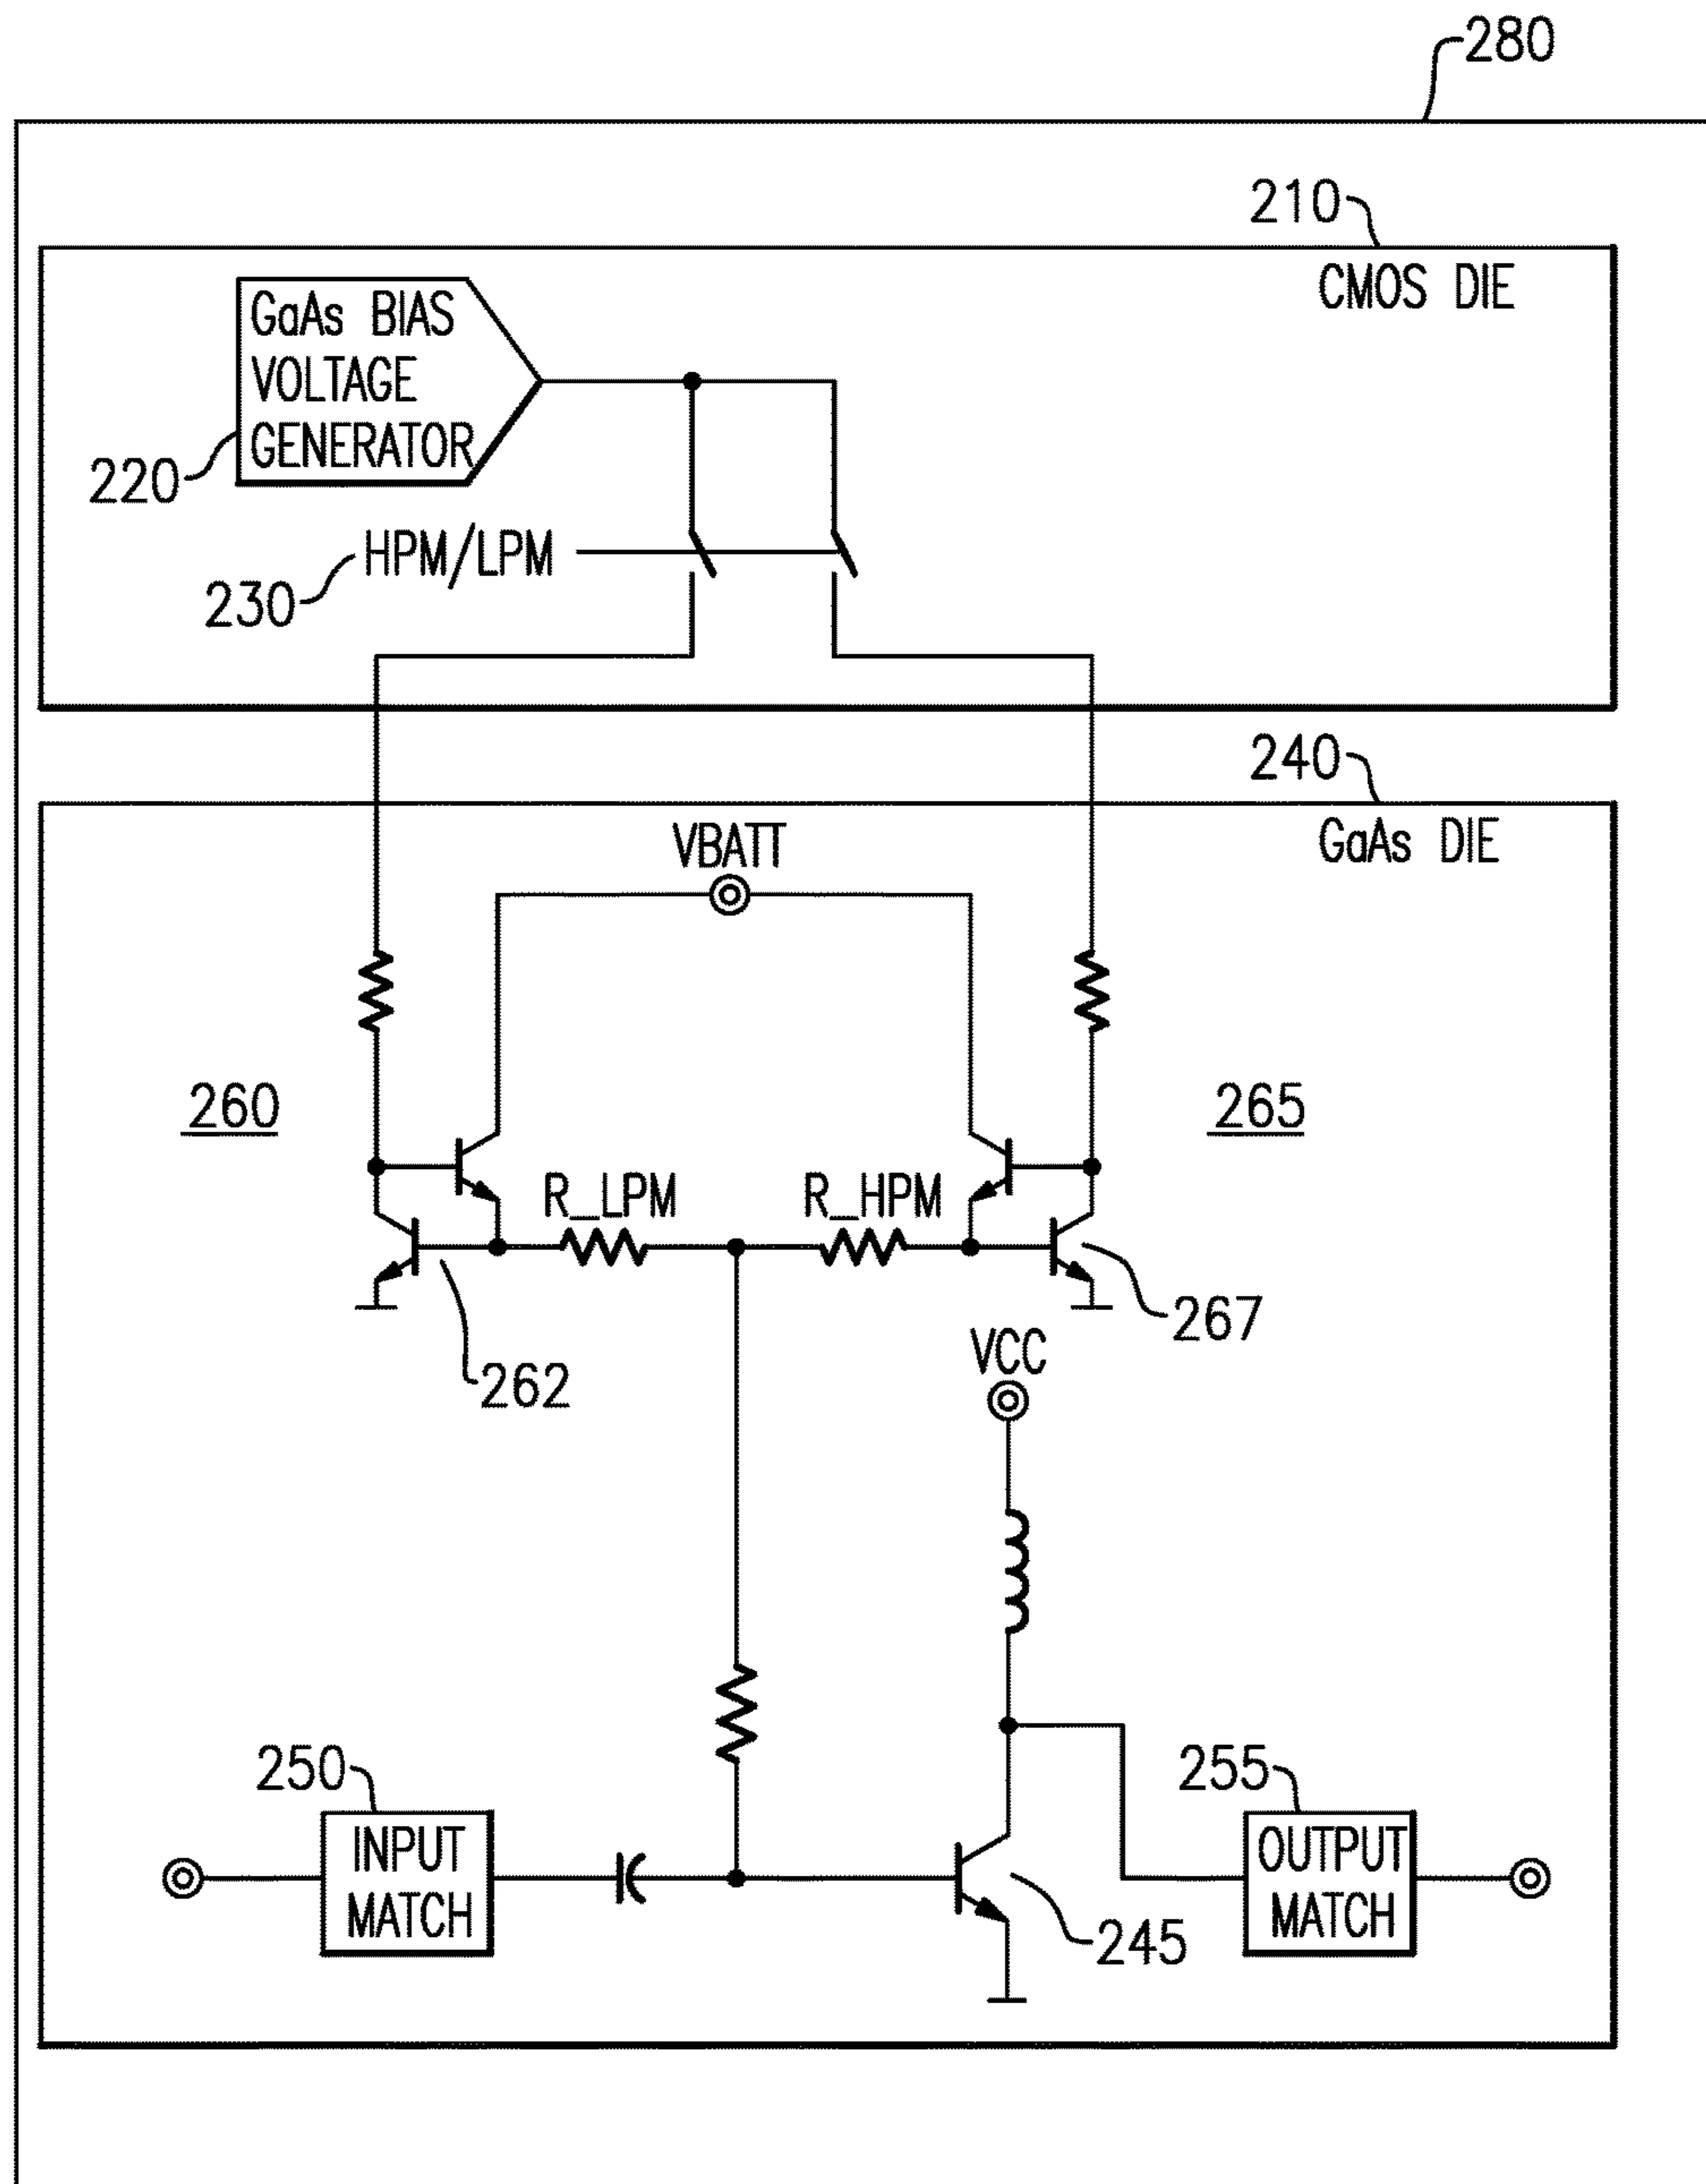 280
210
CMOS DIE
GaAs BIAS
VOLTAGE
GENERATOR
220
HPM/LPM
230
240
GaAs DIE
VBATT
260
265
R_LPM
R_HPM
267
262
VCC
250
INPUT
MATCH
255
OUTPUT
MATCH
245